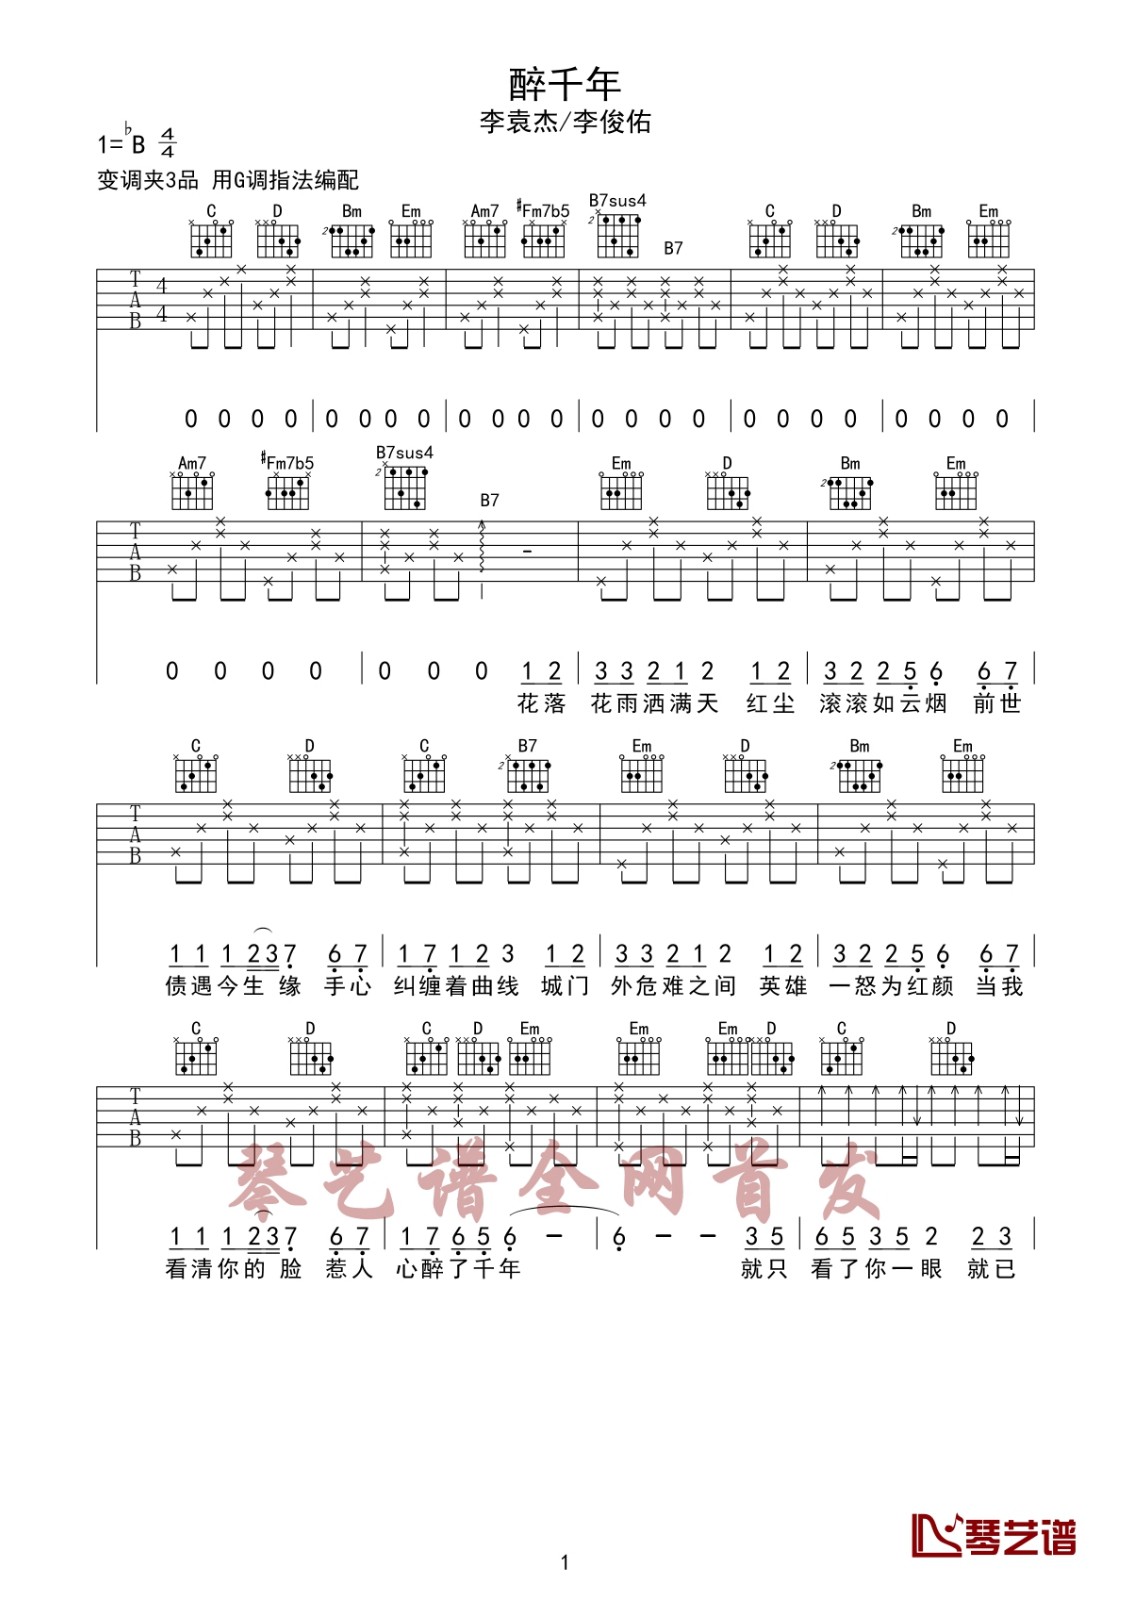 醉千年
李袁杰/李俊佑
1=♭B 4/4
变调夹3品 用G调指法编配
C D Bm Em Am7 #Fm7b5 B7sus4 B7 C D Bm Em
T A B 4 4
0 0 0 0 | 0 0 0 0 | 0 0 0 0 | 0 0 0 0 | 0 0 0 0 | 0 0 0 0 |
Am7 #Fm7b5 B7sus4 B7 Em D Bm Em
T A B
0 0 0 0 | 0 0 0 1 2 | 3 3 2 1 2 1 2 | 3 2 2 5 6 6 7
花落 花雨洒满天 红尘 滚滚如云烟 前世
C D C B7 Em D Bm Em
T A B
1 1 1 2 3 7 6 7 | 1 7 1 2 3 1 2 | 3 3 2 1 2 1 2 | 3 2 2 5 6 6 7
债遇今生 缘 手心 纠缠着曲线 城门 外危难之间 英雄 一怒为红颜 当我
C D C D Em Em Em D C D
T A B
1 1 1 2 3 7 6 7 | 1 7 6 5 6 – | 6 – – 3 5 | 6 5 3 5 2 2 3
看清你的 脸 惹人 心醉了千年 就只 看了你一眼 就已
琴艺谱全网首发
琴艺谱
1